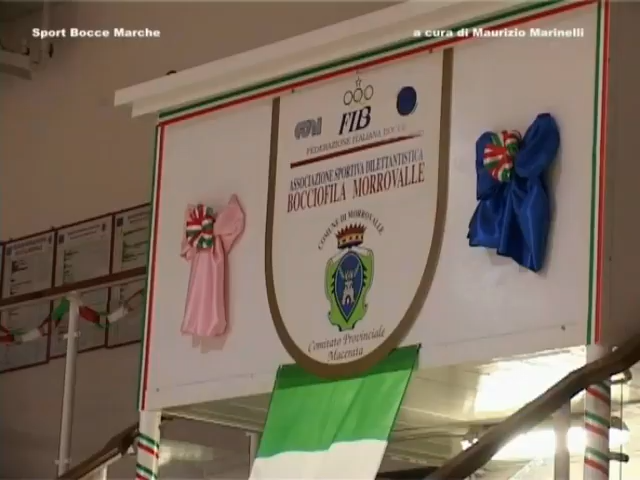 Sport Bocce Marche
a cura di Maurizio Marinelli
FIB
FEDERAZIONE ITALIANA BOCCE
ASSOCIAZIONE SPORTIVA DILETTANTISTICA
BOCCIOFILA MORROVALLE
COMUNE DI MORROVALLE
Comitato Provinciale
Macerata